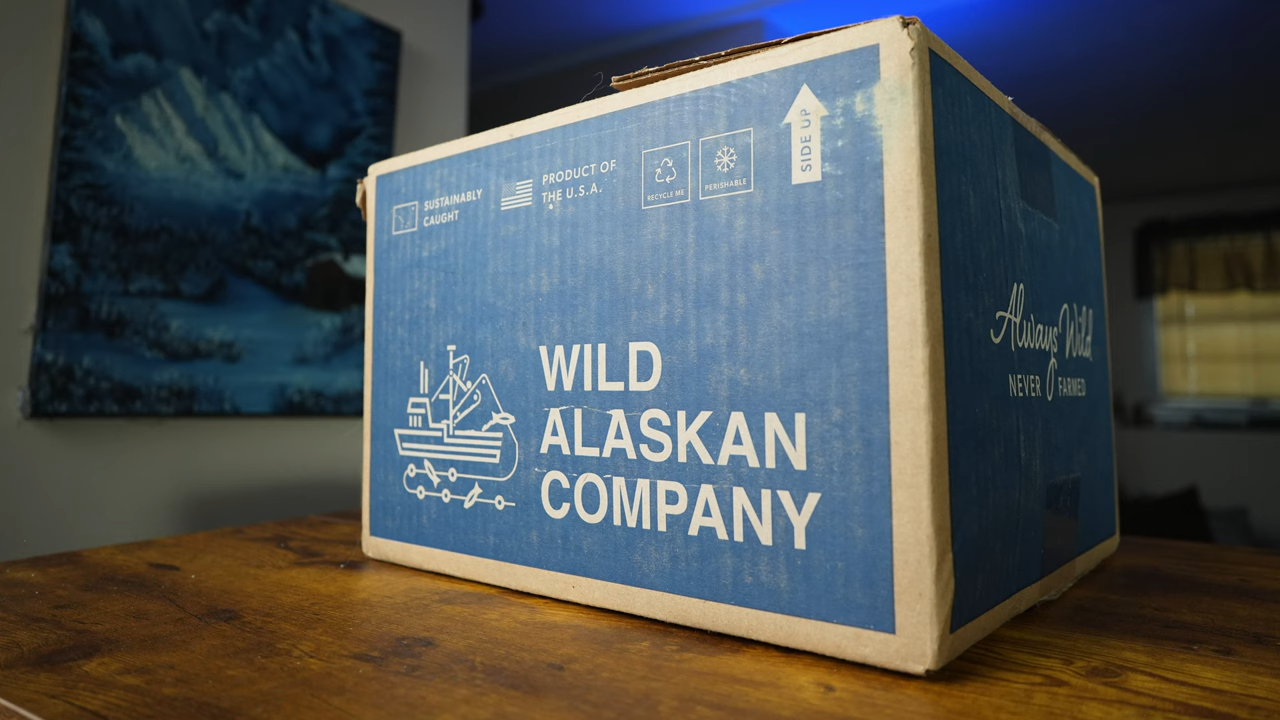 SUSTAINABLY
CAUGHT
PRODUCT OF
THE U.S.A.
RECYCLE ME
PERISHABLE
SIDE UP
WILD
ALASKAN
COMPANY
Always Wild
NEVER FARMED